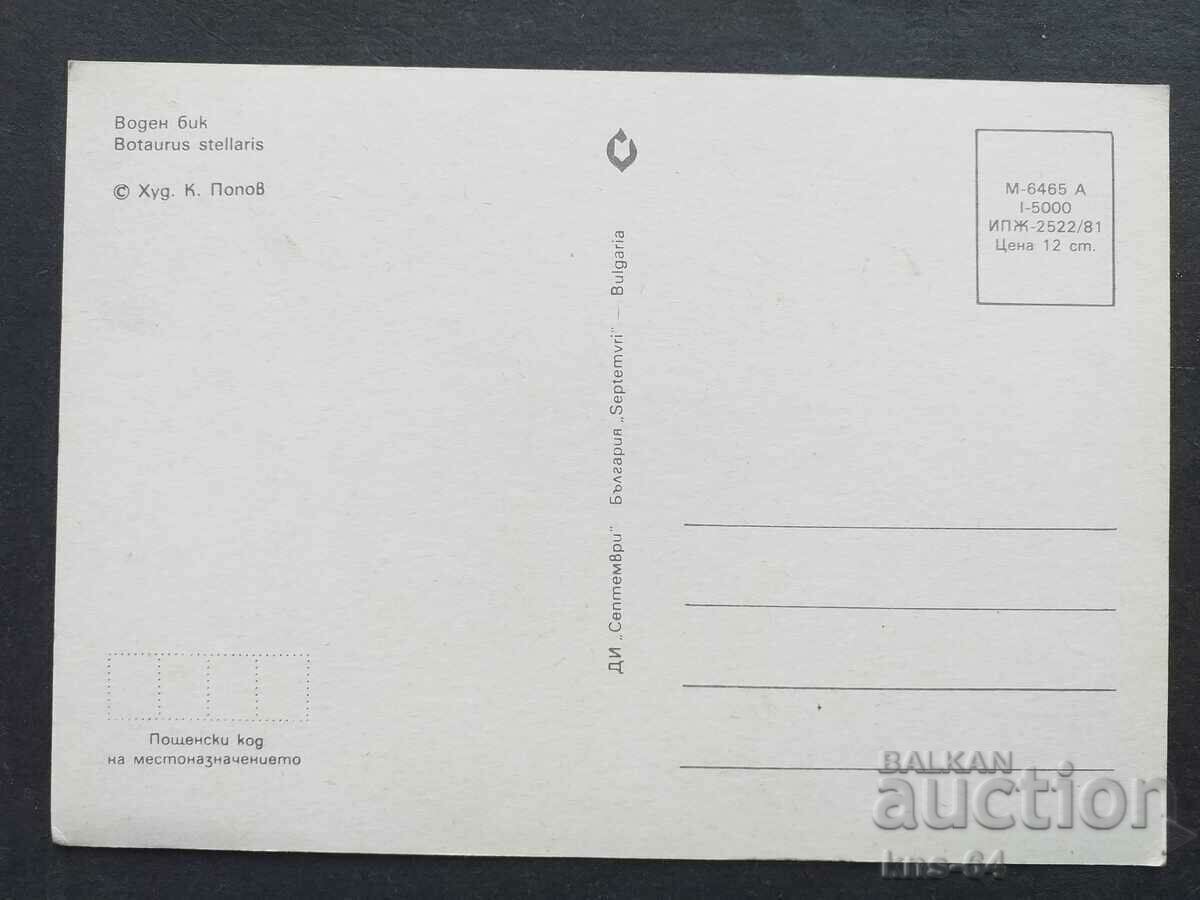 Воден бик
Botaurus stellaris
© Худ. К. Попов
М-6465 А
I-5000
ИПЖ-2522/81
Цена 12 ст.
ДИ „Септември" България „Septemvri" — Bulgaria
Пощенски код
на местоназначението
BALKAN
auction
kns-64